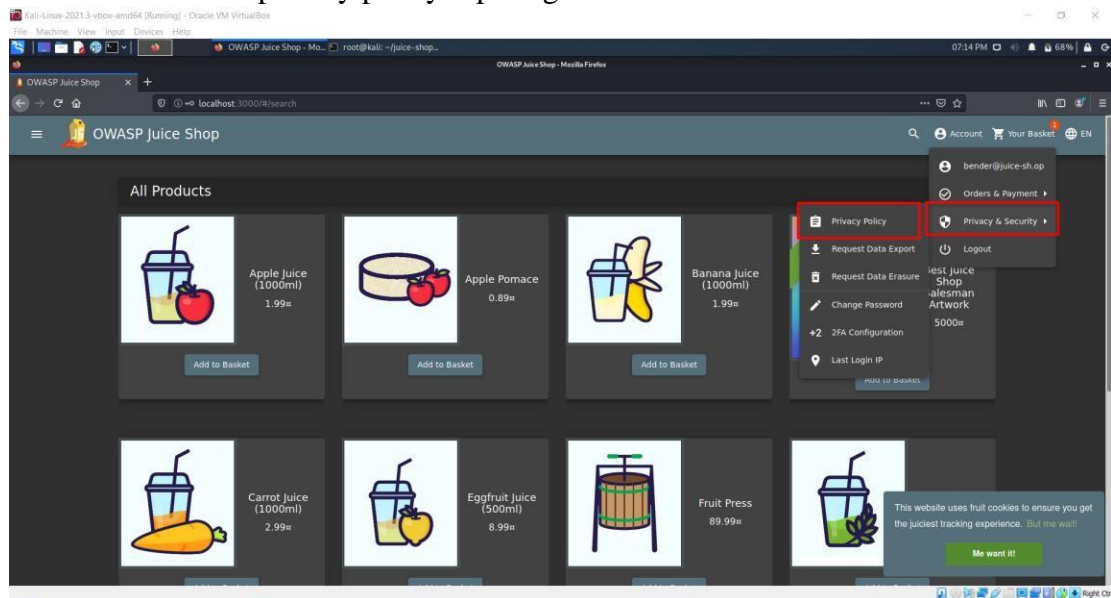 Kali-Linux-2021.3-vbox-amd64 [Running] - Oracle VM VirtualBox
File Machine View Input Devices Help
OWASP Juice Shop - Mo... root@kali: ~/juice-shop... 07:14 PM 68%
OWASP Juice Shop - Mozilla Firefox
OWASP Juice Shop
localhost:3000/#/search
OWASP Juice Shop
Account
Your Basket
1
EN
bender@juice-sh.op
Orders & Payment
Privacy & Security
Logout
Privacy Policy
Request Data Export
Request Data Erasure
Change Password
+2 2FA Configuration
Last Login IP
All Products
Apple Juice
(1000ml)
1.99¤
Add to Basket
Apple Pomace
0.89¤
Add to Basket
Banana Juice
(1000ml)
1.99¤
Add to Basket
Shop
Artwork
5000¤
Add to Basket
Carrot Juice
(1000ml)
2.99¤
Eggfruit Juice
(500ml)
8.99¤
Fruit Press
89.99¤
This website uses fruit cookies to ensure you get
the juiciest tracking experience. But me wait!
Me want it!